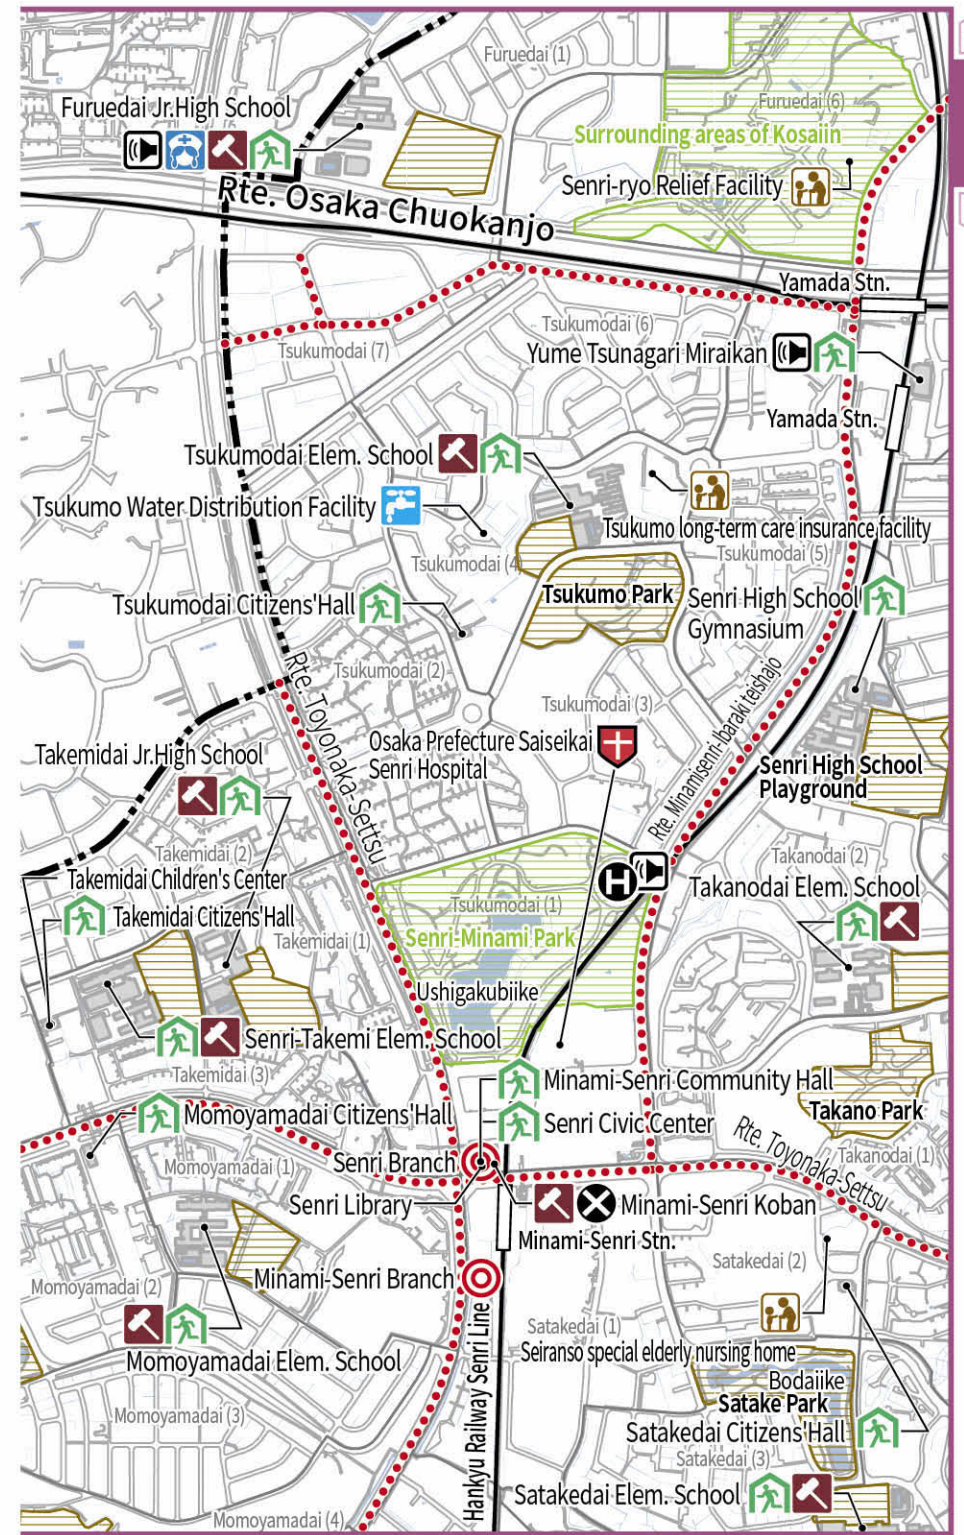 Furuedai (1)
Furuedai Jr.High School
Furuedai (6)
Surrounding areas of Kosaiin
Senri-ryo Relief Facility
Rte. Osaka Chuokanjo
Yamada Stn.
Tsukumodai (6)
Tsukumodai (7)
Yume Tsunagari Miraikan
Yamada Stn.
Tsukumodai Elem. School
Tsukumo Water Distribution Facility
Tsukumo long-term care insurance facility
Tsukumodai (5)
Tsukumodai (4)
Tsukumo Park
Senri High School
Gymnasium
Tsukumodai Citizens'Hall
Rte. Toyonaka-Settsu
Tsukumodai (2)
Tsukumodai (3)
Rte. Minamisenri-Ibaraki teishajo
Osaka Prefecture Saiseikai
Senri Hospital
Takemidai Jr.High School
Senri High School
Playground
Takemidai (2)
Takanodai (2)
Takemidai Children's Center
Takanodai Elem. School
H
Takemidai Citizens'Hall
Tsukumodai (1)
Takemidai (1)
Senri-Minami Park
Ushigakubiike
Senri-Takemi Elem. School
Takemidai (3)
Minami-Senri Community Hall
Momoyamadai Citizens'Hall
Senri Civic Center
Takano Park
Rte. Toyonaka-Settsu
Takanodai (1)
Momoyamadai (1)
Senri Branch
Senri Library
Minami-Senri Koban
Minami-Senri Stn.
Satakedai (2)
Minami-Senri Branch
Momoyamadai (2)
Hankyu Railway Senri Line
Satakedai (1)
Seiranso special elderly nursing home
Momoyamadai Elem. School
Bodaiike
Satake Park
Momoyamadai (3)
Satakedai Citizens'Hall
Satakedai (3)
Satakedai Elem. School
Momoyamadai (4)